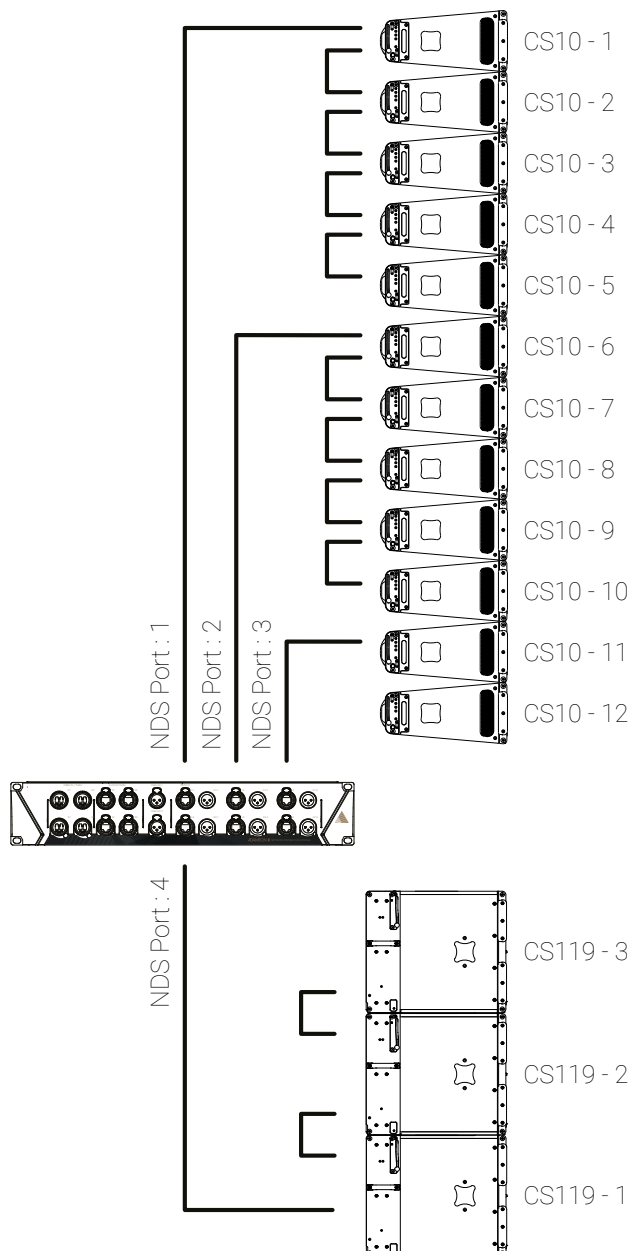 CS10 - 1
CS10 - 2
CS10 - 3
CS10 - 4
CS10 - 5
CS10 - 6
CS10 - 7
CS10 - 8
CS10 - 9
CS10 - 10
CS10 - 11
CS10 - 12
NDS Port : 1
NDS Port : 2
NDS Port : 3
NDS Port : 4
CS119 - 3
CS119 - 2
CS119 - 1